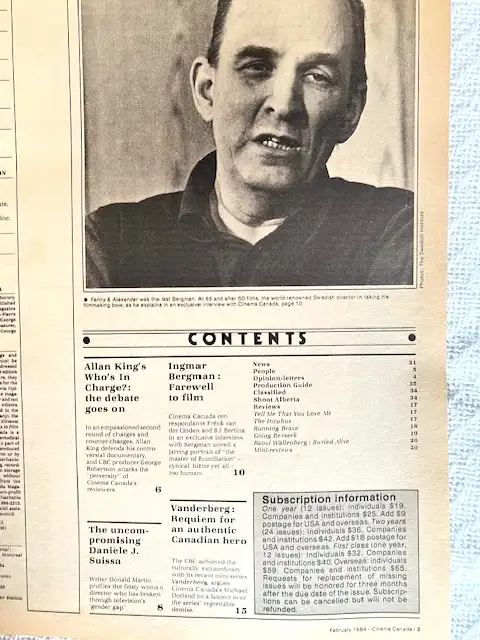 Photos: The Swedish Institute
● Fanny & Alexander was the last Bergman. At 65 and after 50 films, the world-renowned Swedish director in taking his
filmmaking bow, as he explains in an exclusive interview with Cinema Canada, page 10.
● CONTENTS ●
Allan King's
Who's In
Charge?:
the debate
goes on
In an empassioned second
round of charges and
counter-charges, Allan
King defends his contro-
versial documentary,
and CBC producer George
Robertson attacks the
"perversity" of
Cinema Canada's
reviewers.
6
The uncom-
promising
Daniele J.
Suissa
Writer Donald Martin
profiles the feisty woman
director who has broken
through television's
"gender gap"
8
Ingmar
Bergman:
Farewell
to film
Cinema Canada cor-
respondents Frénk van
der Linden and B.J. Bertina
in an exclusive interview
with Bergman unveil a
jarring portrait of "the
master of humiliation" –
cynical, bitter yet all –
too human.
10
Vanderberg:
Requiem for
an authentic
Canadian hero
The CBC achieved the
culturally extraordinary
with its recent mini-series
Vanderberg, argues
Cinema Canada's Michael
Dorland in a lament over
the series' regrettable
demise.
15
News 21
People 5
Opinion/letters 4
Production Guide 35
Classified 34
Shoot Alberta 34
Reviews 17
Tell Me That You Love Me 17
The Incubus 17
Running Brave 18
Going Berserk 19
Raoul Wallenberg: Buried Alive 20
Mini-reviews 20
Subscription information
One year (12 issues): individuals $19.
Companies and institutions $25. Add $9
postage for USA and overseas. Two years
(24 issues): Individuals $36. Companies
and institutions $42. Add $18 postage for
USA and overseas. First class (one year,
12 issues): Individuals $32. Companies
and institutions $40. Overseas: individuals
$59. Companies and institutions $65.
Requests for replacement of missing
issues will be honored for three months
after the due date of the issue. Subscrip-
tions can be cancelled but will not be
refunded.
February 1984 - Cinema Canada / 3